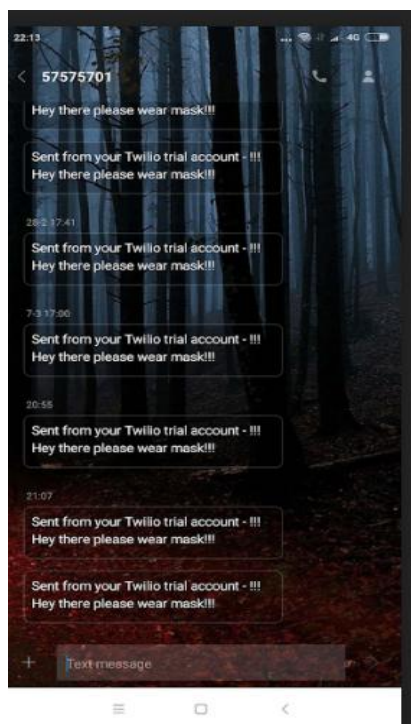 22:13
4G
57575701
Hey there please wear mask!!!
Sent from your Twilio trial account - !!!
Hey there please wear mask!!!
28-2 17:41
Sent from your Twilio trial account - !!!
Hey there please wear mask!!!
7-3 17:00
Sent from your Twilio trial account - !!!
Hey there please wear mask!!!
20:55
Sent from your Twilio trial account - !!!
Hey there please wear mask!!!
21:07
Sent from your Twilio trial account - !!!
Hey there please wear mask!!!
Sent from your Twilio trial account - !!!
Hey there please wear mask!!!
Text message